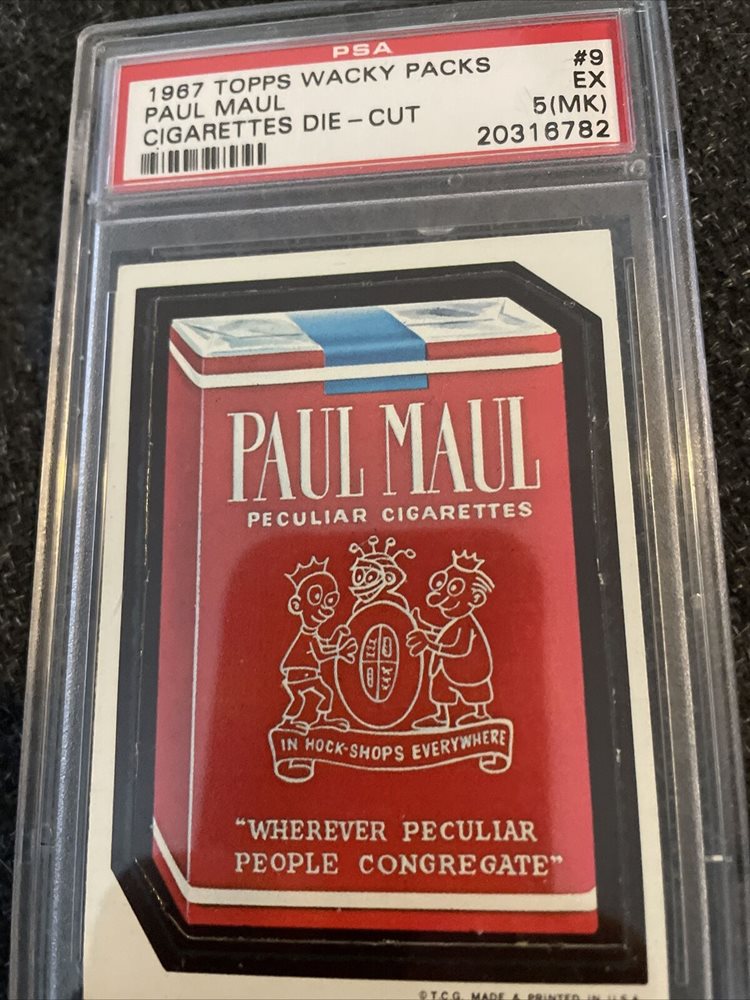 PSA
1967 TOPPS WACKY PACKS #9
PAUL MAUL EX
CIGARETTES DIE-CUT 5(MK)
20316782
PAUL MAUL
PECULIAR CIGARETTES
IN HOCK-SHOPS EVERYWHERE
"WHEREVER PECULIAR
PEOPLE CONGREGATE"
© T.C.G. MADE & PRINTED IN U.S.A.